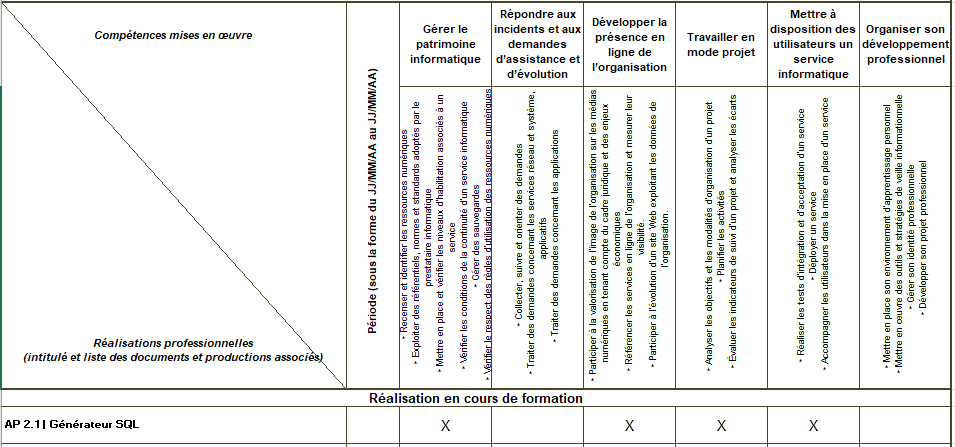 Compétences mises en œuvre
Réalisations professionnelles
(intitulé et liste des documents et productions associés)
Période (sous la forme du JJ/MM/AA au JJ/MM/AA)
Gérer le
patrimoine
informatique
Répondre aux
incidents et aux
demandes
d'assistance et
d'évolution
Développer la
présence en
ligne de
l'organisation
Travailler en
mode projet
Mettre à
disposition des
utilisateurs un
service
informatique
Organiser son
développement
professionnel
‣ Recenser et identifier les ressources numériques
‣ Exploiter des référentiels, normes et standards adoptés par le
prestataire informatique
‣ Mettre en place et vérifier les niveaux d'habilitation associés à un
service
‣ Vérifier les conditions de la continuité d'un service informatique
‣ Gérer des sauvegardes
‣ Vérifier le respect des règles d'utilisation des ressources numériques
‣ Collecter, suivre et orienter des demandes
‣ Traiter des demandes concernant les services réseau et système,
applicatifs
‣ Traiter des demandes concernant les applications
‣ Participer à la valorisation de l'image de l'organisation sur les médias
numériques en tenant compte du cadre juridique et des enjeux
économiques
‣ Référencer les services en ligne de l'organisation et mesurer leur
visibilité.
‣ Participer à l'évolution d'un site Web exploitant les données de
l'organisation.
‣ Analyser les objectifs et les modalités d'organisation d'un projet
‣ Planifier les activités
‣ Évaluer les indicateurs de suivi d'un projet et analyser les écarts
‣ Réaliser les tests d'intégration et d'acceptation d'un service
‣ Déployer un service
‣ Accompagner les utilisateurs dans la mise en place d'un service
‣ Mettre en place son environnement d'apprentissage personnel
‣ Mettre en œuvre des outils et stratégies de veille informationnelle
‣ Gérer son identité professionnelle
‣ Développer son projet professionnel
Réalisation en cours de formation
AP 2.1| Générateur SQL X X X X